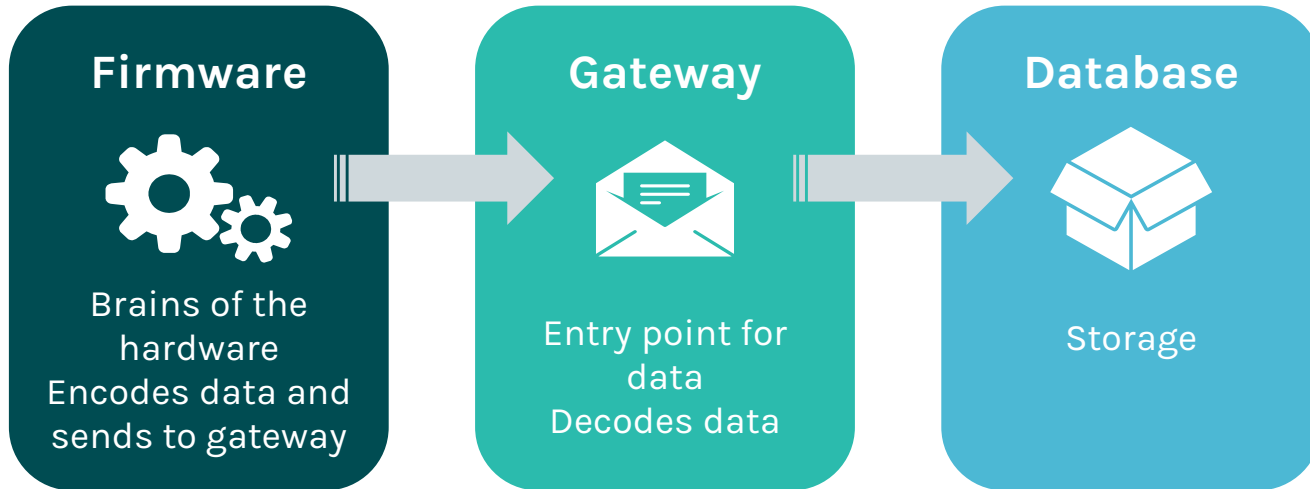 Firmware
Brains of the
hardware
Encodes data and
sends to gateway
Gateway
Entry point for
data
Decodes data
Database
Storage